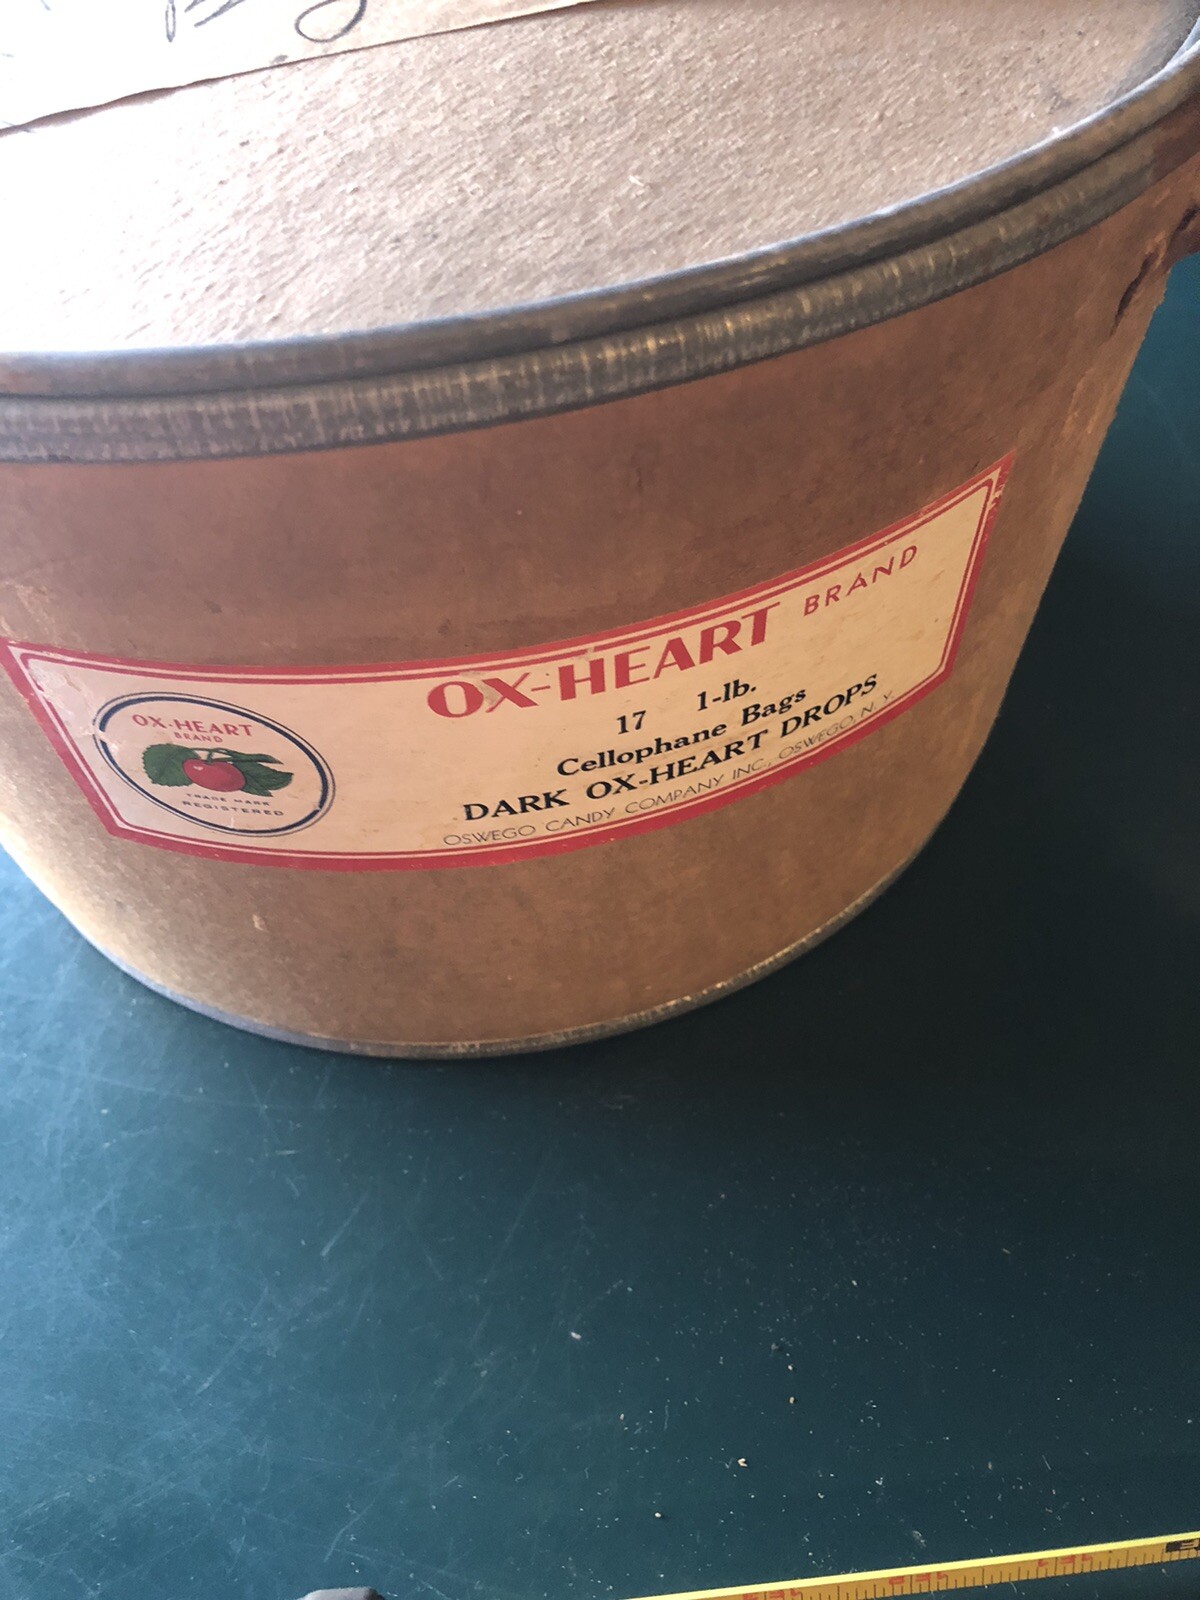 OX-HEART
BRAND
TRADE MARK
REGISTERED
OX-HEART BRAND
17 1-lb.
Cellophane Bags
DARK OX-HEART DROPS
OSWEGO CANDY COMPANY INC., OSWEGO, N.Y.